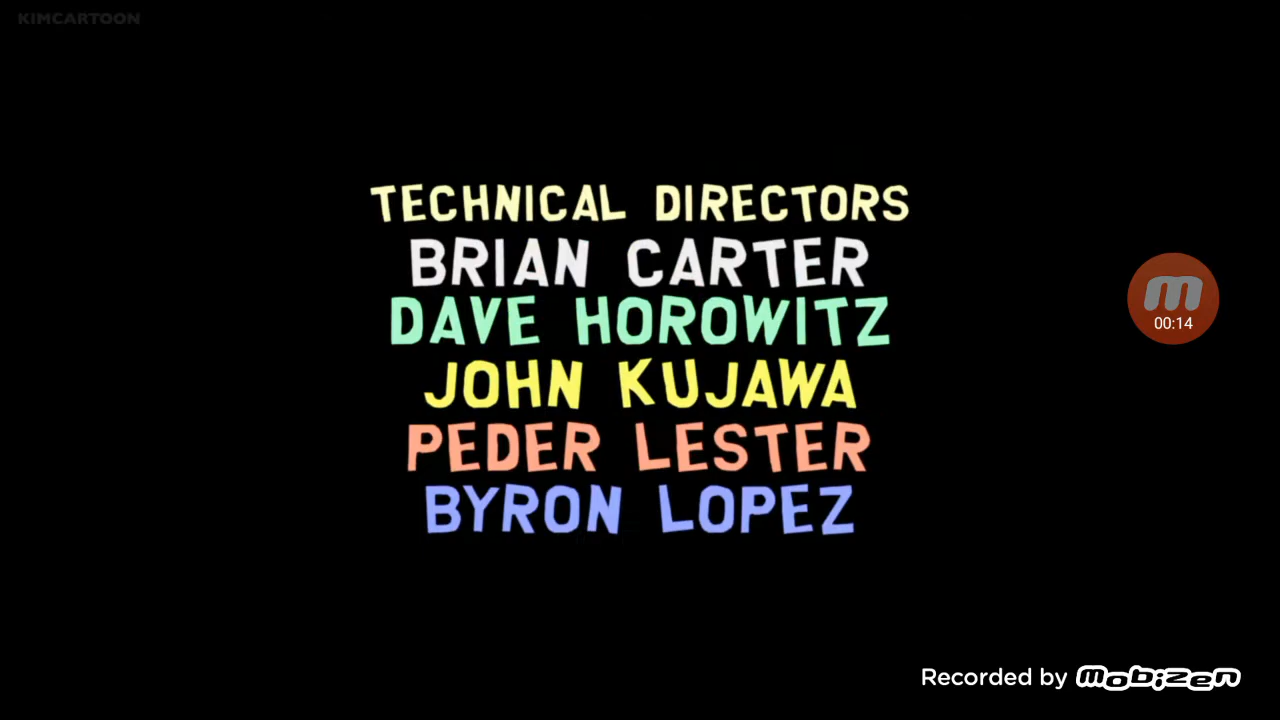 KIMCARTOON
TECHNICAL DIRECTORS
BRIAN CARTER
DAVE HOROWITZ
JOHN KUJAWA
PEDER LESTER
BYRON LOPEZ
m
00:14
Recorded by mobizen